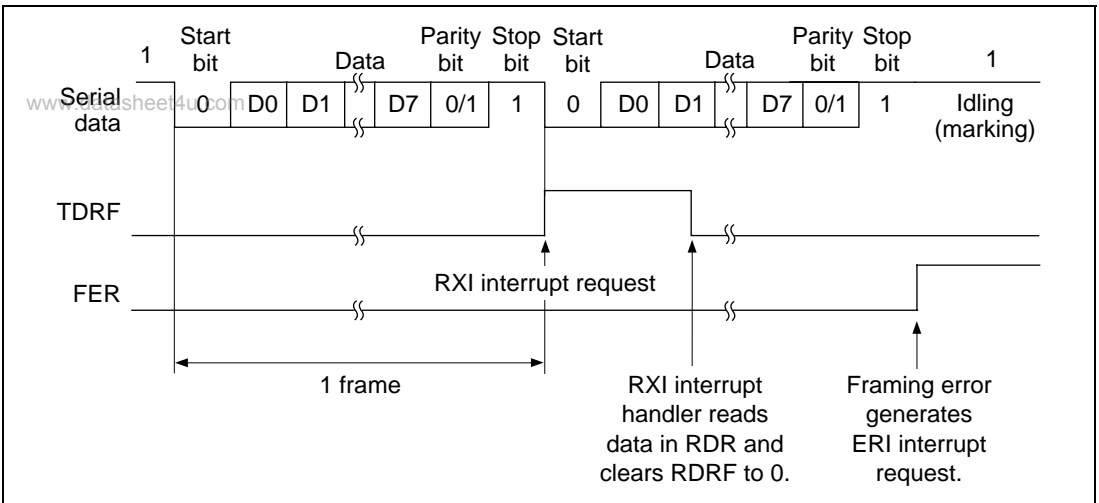 1 Start bit Data Parity bit Stop bit Start bit Data Parity bit Stop bit 1
www.datasheet4u.com
Serial data 0 D0 D1 D7 0/1 1 0 D0 D1 D7 0/1 1 Idling (marking)
TDRF
RXI interrupt request
FER
1 frame
RXI interrupt
handler reads
data in RDR and
clears RDRF to 0.
Framing error
generates
ERI interrupt
request.